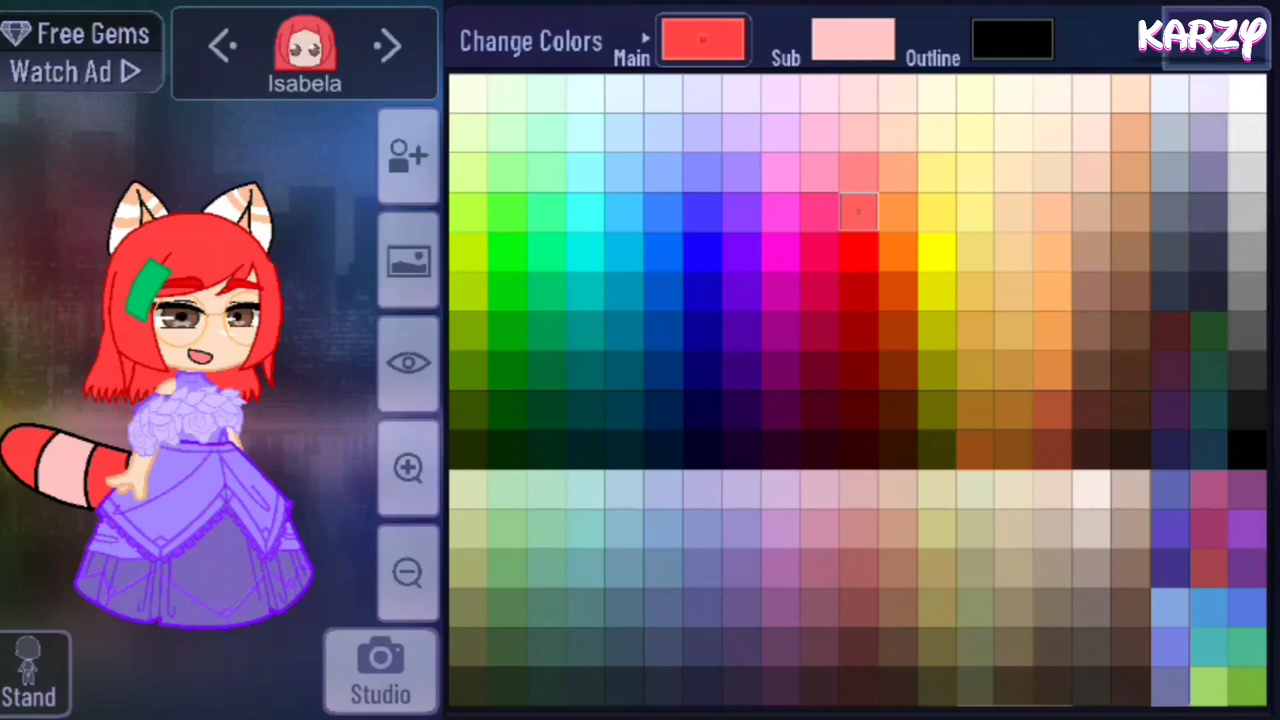 Free Gems
Watch Ad
Isabela
Change Colors
Main
Sub
Outline
KARZY
Stand
Studio